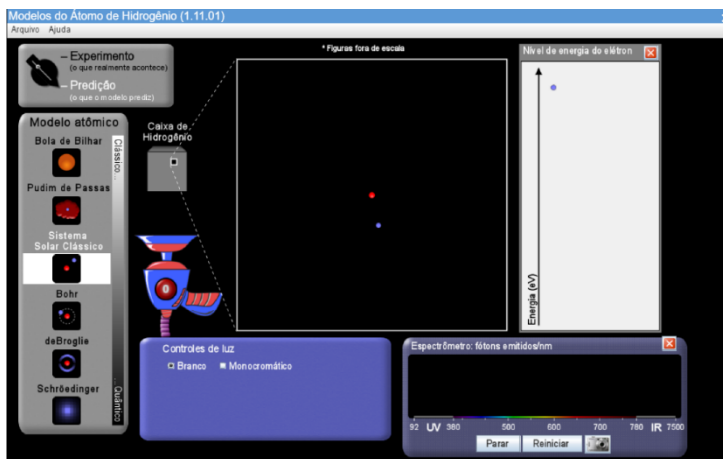 Modelos do Átomo de Hidrogênio (1.11.01)
Arquivo Ajuda
Experimento
(o que realmente acontece)
Predição
(o que o modelo prediz)
Modelo atômico
Bola de Bilhar
Pudim de Passas
Sistema
Solar Clássico
Bohr
deBroglie
Schröedinger
Clássico...
...Quântico
Caixa de
Hidrogênio
* Figuras fora de escala
0
Nível de energia do elétron
Energia (eV)
Controles de luz
Branco Monocromático
Espectrômetro: fótons emitidos/nm
92 UV 380 500 600 700 780 IR 7500
Parar Reiniciar